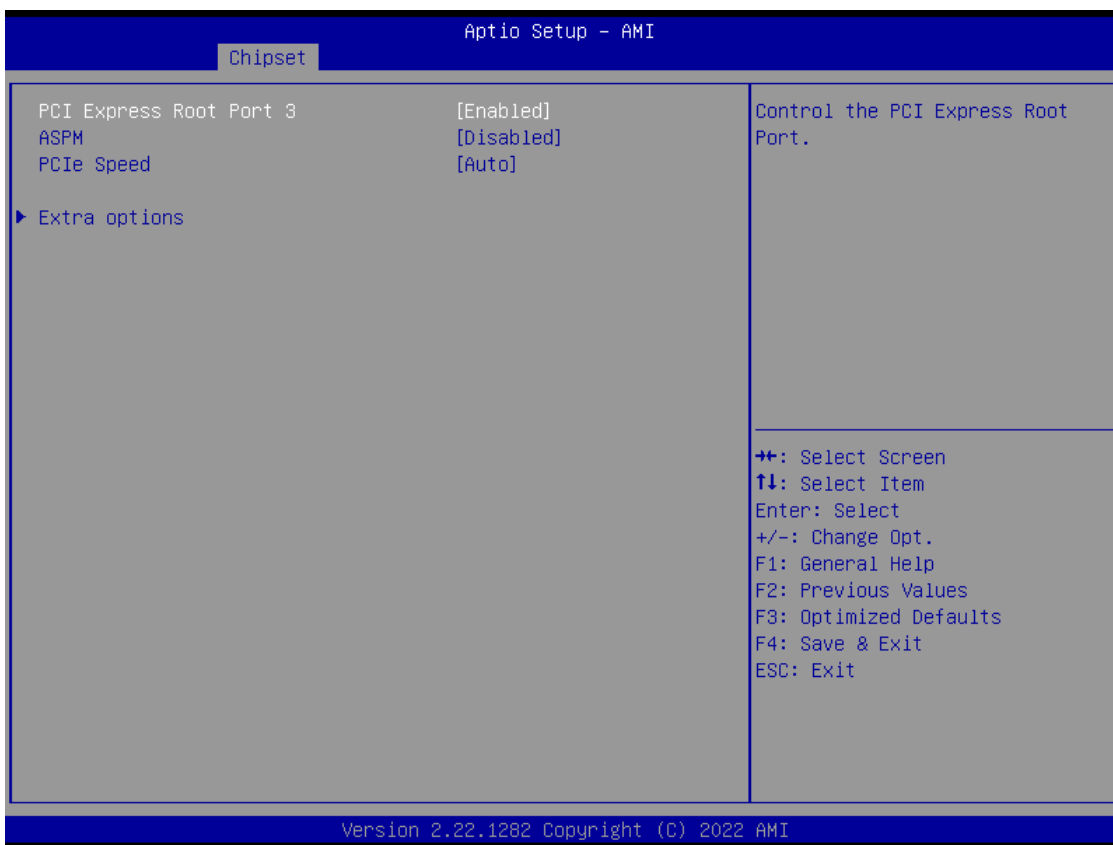 Aptio Setup – AMI
Chipset
PCI Express Root Port 3 [Enabled] Control the PCI Express Root
ASPM [Disabled] Port.
PCIe Speed [Auto]
▶ Extra options
→←: Select Screen
↑↓: Select Item
Enter: Select
+/-: Change Opt.
F1: General Help
F2: Previous Values
F3: Optimized Defaults
F4: Save & Exit
ESC: Exit
Version 2.22.1282 Copyright (C) 2022 AMI